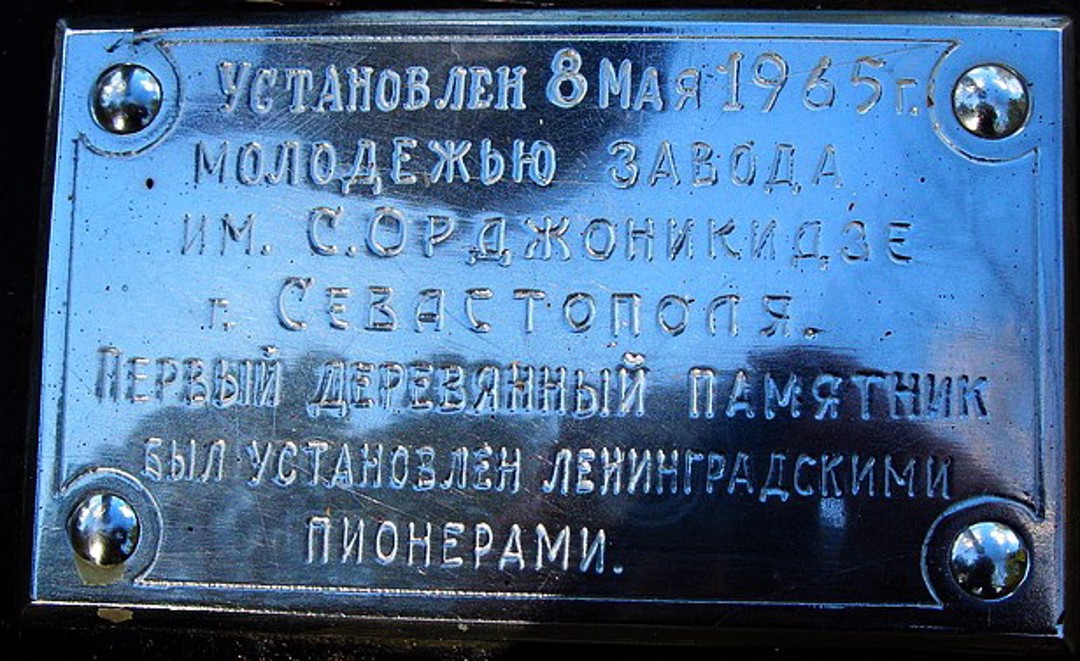 Установлен 8 Мая 1965 г.
молодежью завода
им. С. Орджоникидзе
г. Севастополя.
Первый деревянный памятник
был установлен ленинградскими
пионерами.